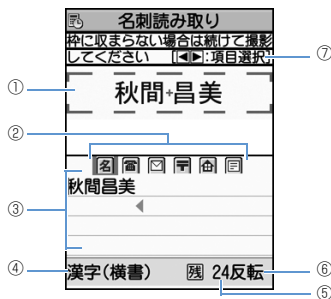 名刺読み取り
枠に収まらない場合は続けて撮影
してください [◀▶:項目選択]
⑦
① 秋間+昌美
②
名 ☎ ✉ 〒
③ 秋間昌美
④ 漢字(横書) 残 24 反転 ⑥
⑤